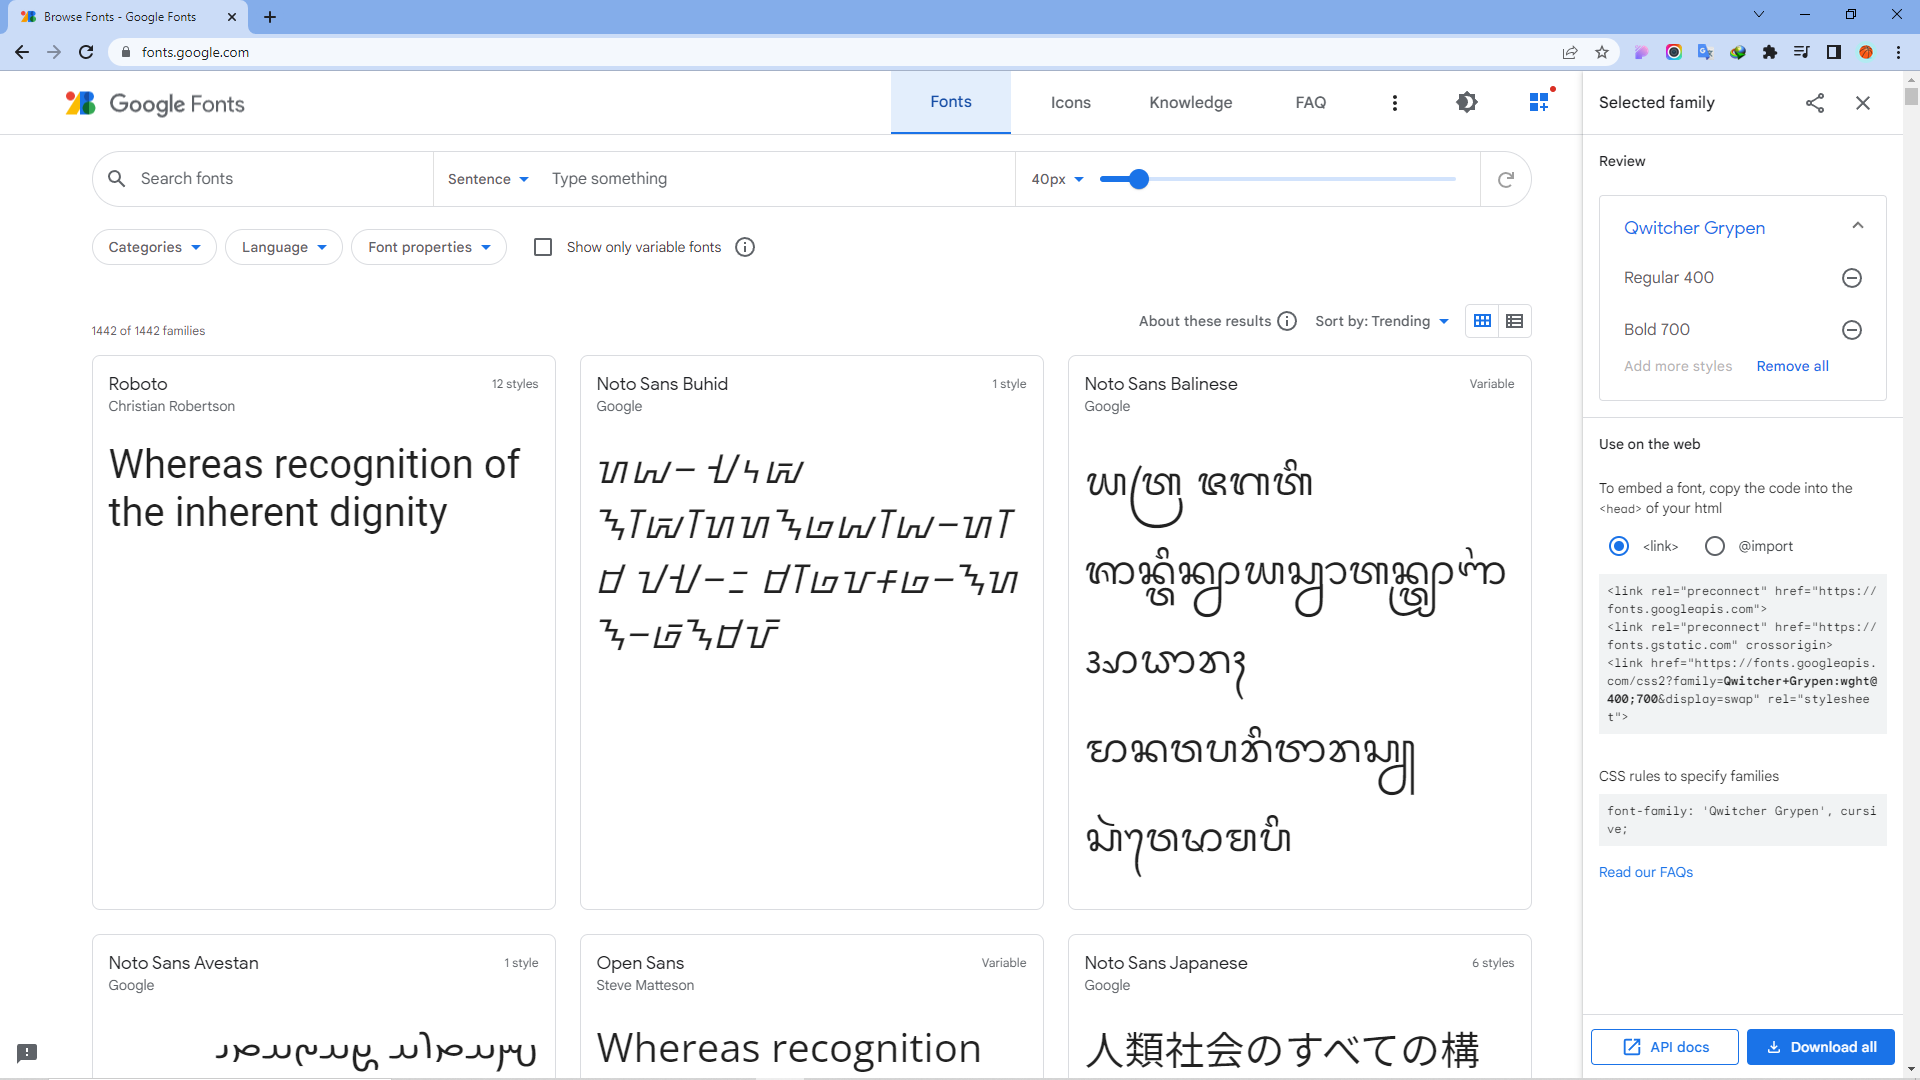 Browse Fonts - Google Fonts
fonts.google.com
Google Fonts
Fonts
Icons
Knowledge
FAQ
Selected family
Search fonts
Sentence
Type something
40px
Review
Categories
Language
Font properties
Show only variable fonts
Qwitcher Grypen
Regular 400
Bold 700
Add more styles
Remove all
1442 of 1442 families
About these results
Sort by: Trending
Roboto
12 styles
Christian Robertson
Whereas recognition of
the inherent dignity
Noto Sans Buhid
1 style
Google
Noto Sans Balinese
Variable
Google
Use on the web
To embed a font, copy the code into the
<head> of your html
<link>
@import
<link rel="preconnect" href="https://
fonts.googleapis.com">
<link rel="preconnect" href="https://
fonts.gstatic.com" crossorigin>
<link href="https://fonts.googleapis.
com/css2?family=Qwitcher+Grypen:wght@
400;700&display=swap" rel="styleshee
t">
CSS rules to specify families
font-family: 'Qwitcher Grypen', cursi
ve;
Read our FAQs
Noto Sans Avestan
1 style
Google
Open Sans
Variable
Steve Matteson
Whereas recognition
Noto Sans Japanese
6 styles
Google
人類社会のすべての構
API docs
Download all